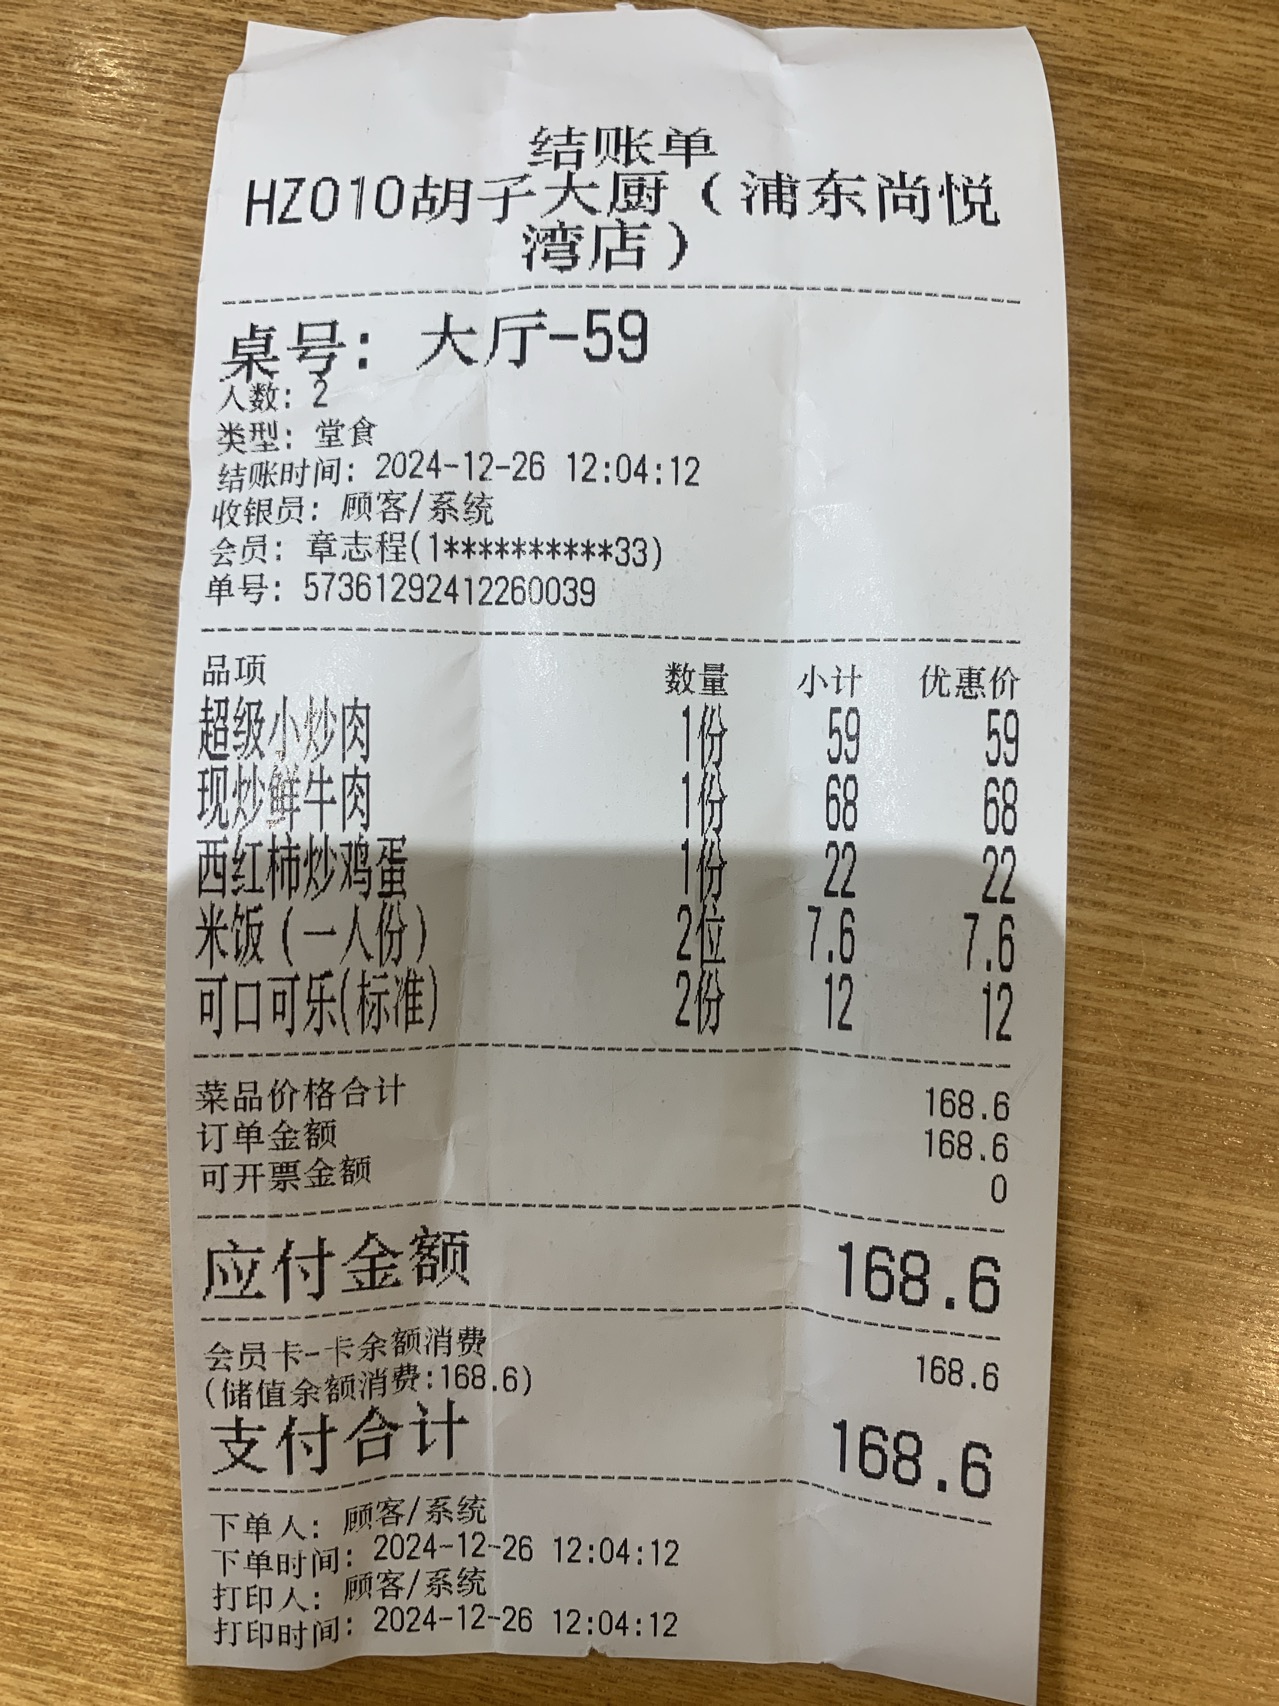 结账单
HZ010胡子大厨（浦东尚悦
湾店）
桌号： 大厅-59
人数: 2
类型: 堂食
结账时间: 2024-12-26 12:04:12
收银员: 顾客/系统
会员: 章志程(1**********33)
单号: 573612924122600​39
品项 数量 小计 优惠价
超级小炒肉 1份 59 59
现炒鲜牛肉 1份 68 68
西红柿炒鸡蛋 1份 22 22
米饭（一人份） 2位 7.6 7.6
可口可乐(标准) 2份 12 12
菜品价格合计 168.6
订单金额 168.6
可开票金额 0
应付金额 168.6
会员卡-卡余额消费 168.6
(储值余额消费:168.6)
支付合计 168.6
下单人: 顾客/系统
下单时间: 2024-12-26 12:04:12
打印人: 顾客/系统
打印时间: 2024-12-26 12:04:12